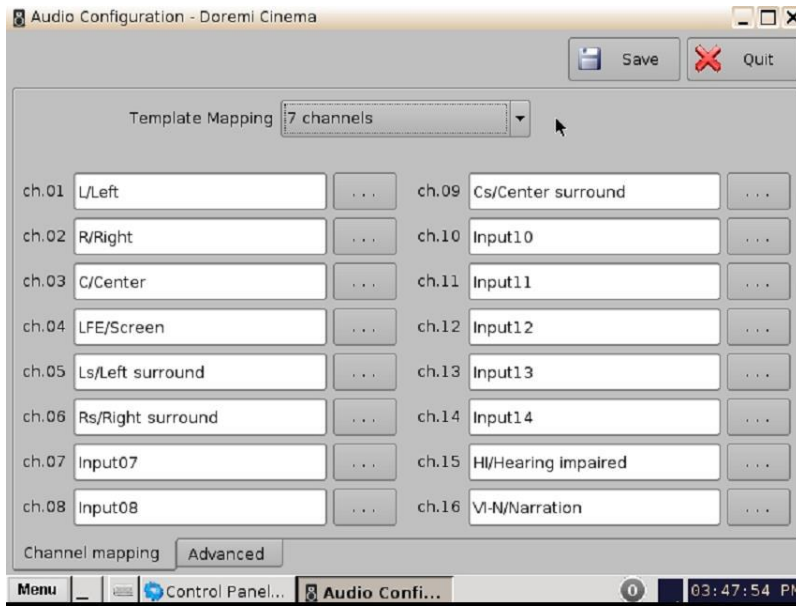 Audio Configuration - Doremi Cinema
Save
Quit
Template Mapping 7 channels
ch.01 L/Left ...
ch.02 R/Right ...
ch.03 C/Center ...
ch.04 LFE/Screen ...
ch.05 Ls/Left surround ...
ch.06 Rs/Right surround ...
ch.07 Input07 ...
ch.08 Input08 ...
ch.09 Cs/Center surround ...
ch.10 Input10 ...
ch.11 Input11 ...
ch.12 Input12 ...
ch.13 Input13 ...
ch.14 Input14 ...
ch.15 HI/Hearing impaired ...
ch.16 VI-N/Narration ...
Channel mapping Advanced
Menu _ Control Panel... Audio Confi... 0 03:47:54 PM